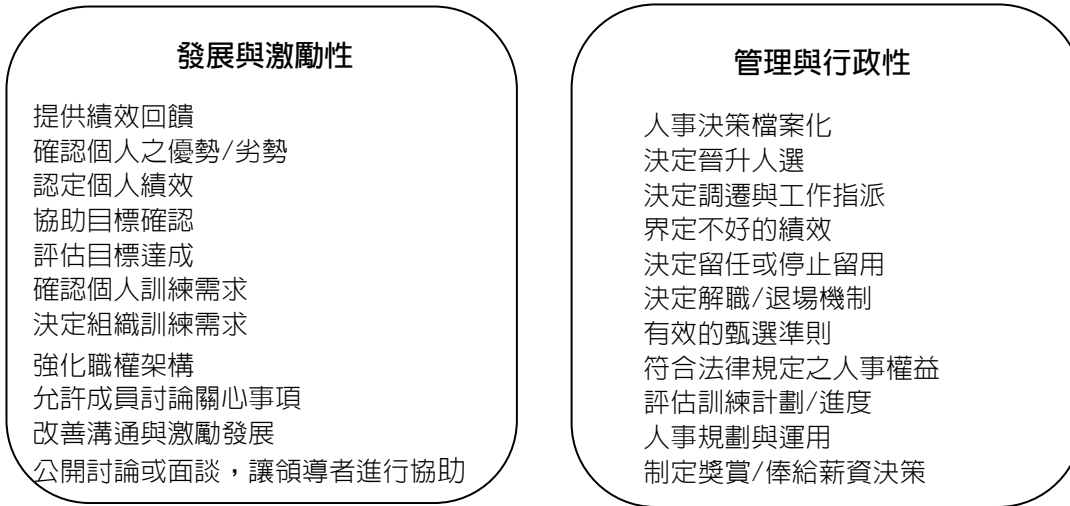 發展與激勵性
提供績效回饋
確認個人之優勢/劣勢
認定個人績效
協助目標確認
評估目標達成
確認個人訓練需求
決定組織訓練需求
強化職權架構
允許成員討論關心事項
改善溝通與激勵發展
公開討論或面談，讓領導者進行協助
管理與行政性
人事決策檔案化
決定晉升人選
決定調遷與工作指派
界定不好的績效
決定留任或停止留用
決定解職/退場機制
有效的甄選準則
符合法律規定之人事權益
評估訓練計劃/進度
人事規劃與運用
制定獎賞/俸給薪資決策